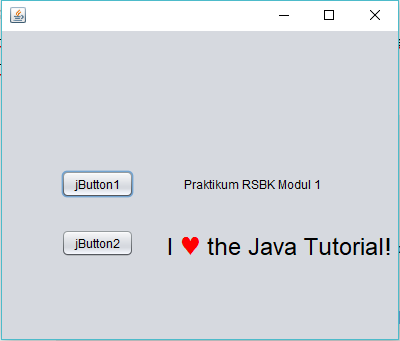 jButton1 Praktikum RSBK Modul 1
jButton2 I ♥ the Java Tutorial!